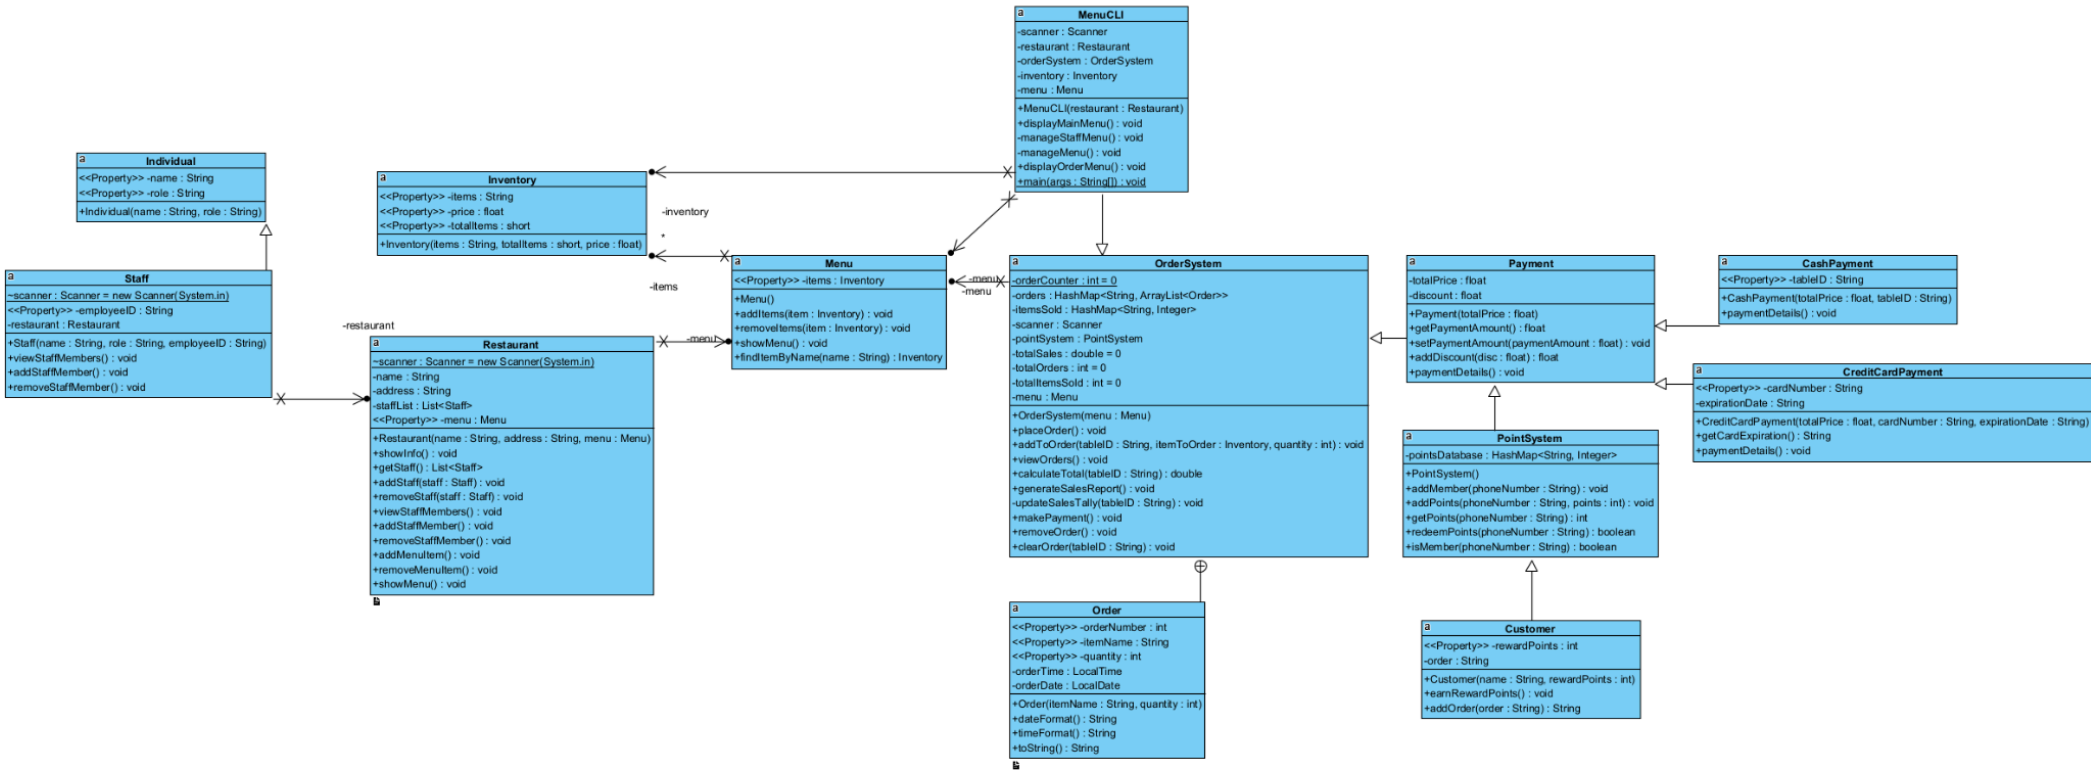 a
MenuCLI
-scanner : Scanner
-restaurant : Restaurant
-orderSystem : OrderSystem
-inventory : Inventory
-menu : Menu
+MenuCLI(restaurant : Restaurant)
+displayMainMenu() : void
-manageStaffMenu() : void
-manageMenu() : void
+displayOrderMenu() : void
+main(args : String[]) : void
a
Individual
<<Property>> -name : String
<<Property>> -role : String
+Individual(name : String, role : String)
a
Inventory
<<Property>> -items : String
<<Property>> -price : float
<<Property>> -totalItems : short
+Inventory(items : String, totalItems : short, price : float)
-inventory
*
-items
a
Staff
~scanner : Scanner = new Scanner(System.in)
<<Property>> -employeeID : String
-restaurant : Restaurant
+Staff(name : String, role : String, employeeID : String)
+viewStaffMembers() : void
+addStaffMember() : void
+removeStaffMember() : void
-restaurant
a
Restaurant
~scanner : Scanner = new Scanner(System.in)
-name : String
-address : String
-staffList : List<Staff>
<<Property>> -menu : Menu
+Restaurant(name : String, address : String, menu : Menu)
+showInfo() : void
+getStaff() : List<Staff>
+addStaff(staff : Staff) : void
+removeStaff(staff : Staff) : void
+viewStaffMembers() : void
+addStaffMember() : void
+removeStaffMember() : void
+addMenuItem() : void
+removeMenuItem() : void
+showMenu() : void
-menu
a
Menu
<<Property>> -items : Inventory
+Menu()
+addItems(item : Inventory) : void
+removeItems(item : Inventory) : void
+showMenu() : void
+findItemByName(name : String) : Inventory
-menu
-menu
a
OrderSystem
-orderCounter : int = 0
-orders : HashMap<String, ArrayList<Order>>
-itemsSold : HashMap<String, Integer>
-scanner : Scanner
-pointSystem : PointSystem
-totalSales : double = 0
-totalOrders : int = 0
-totalItemsSold : int = 0
-menu : Menu
+OrderSystem(menu : Menu)
+placeOrder() : void
+addToOrder(tableID : String, itemToOrder : Inventory, quantity : int) : void
+viewOrders() : void
+calculateTotal(tableID : String) : double
+generateSalesReport() : void
-updateSalesTally(tableID : String) : void
+makePayment() : void
+removeOrder() : void
+clearOrder(tableID : String) : void
a
Order
<<Property>> -orderNumber : int
<<Property>> -itemName : String
<<Property>> -quantity : int
-orderTime : LocalTime
-orderDate : LocalDate
+Order(itemName : String, quantity : int)
+dateFormat() : String
+timeFormat() : String
+toString() : String
a
Payment
-totalPrice : float
-discount : float
+Payment(totalPrice : float)
+getPaymentAmount() : float
+setPaymentAmount(paymentAmount : float) : void
+addDiscount(disc : float) : float
+paymentDetails() : void
a
CashPayment
<<Property>> -tableID : String
+CashPayment(totalPrice : float, tableID : String)
+paymentDetails() : void
a
CreditCardPayment
<<Property>> -cardNumber : String
-expirationDate : String
+CreditCardPayment(totalPrice : float, cardNumber : String, expirationDate : String)
+getCardExpiration() : String
+paymentDetails() : void
a
PointSystem
-pointsDatabase : HashMap<String, Integer>
+PointSystem()
+addMember(phoneNumber : String) : void
+addPoints(phoneNumber : String, points : int) : void
+getPoints(phoneNumber : String) : int
+redeemPoints(phoneNumber : String) : boolean
+isMember(phoneNumber : String) : boolean
a
Customer
<<Property>> -rewardPoints : int
-order : String
+Customer(name : String, rewardPoints : int)
+earnRewardPoints() : void
+addOrder(order : String) : String